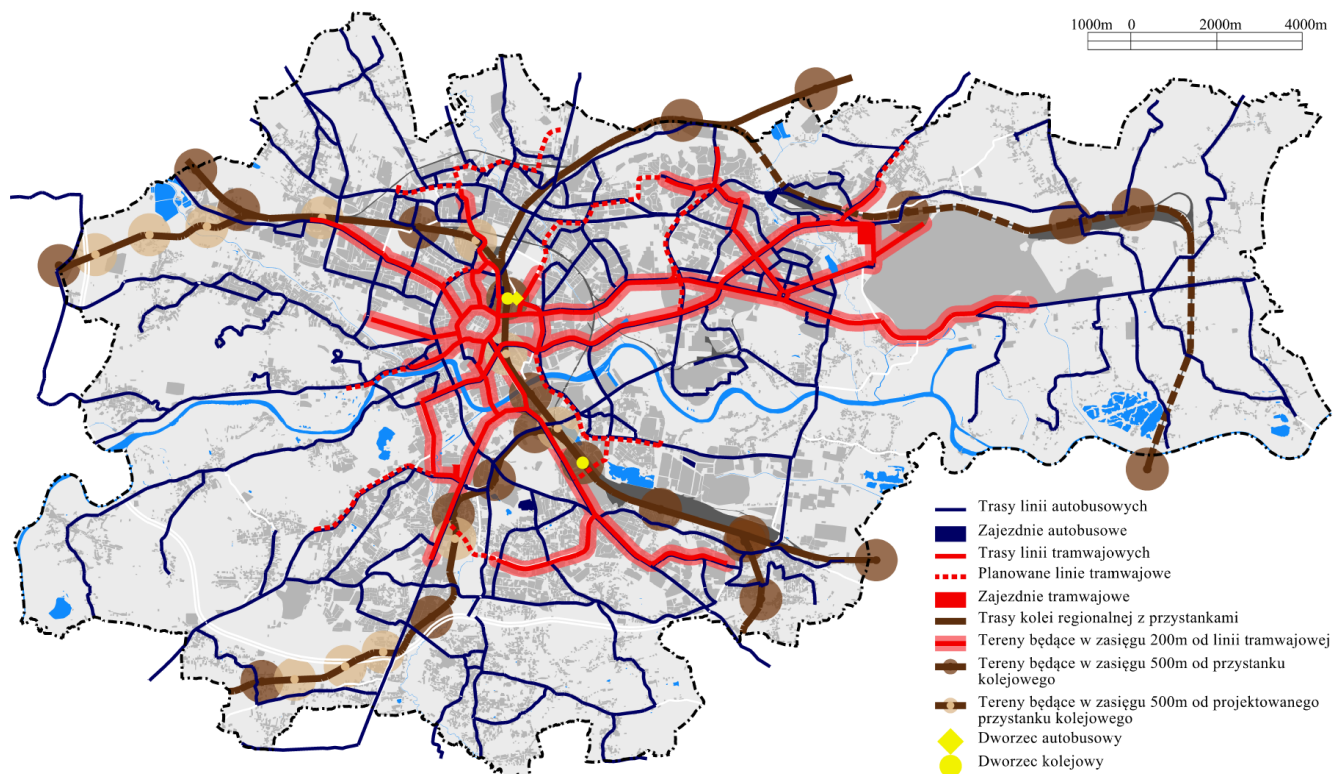 1000m 0 2000m 4000m
Trasy linii autobusowych
Zajezdnie autobusowe
Trasy linii tramwajowych
Planowane linie tramwajowe
Zajezdnie tramwajowe
Trasy kolei regionalnej z przystankami
Tereny będące w zasięgu 200m od linii tramwajowej
Tereny będące w zasięgu 500m od przystanku
kolejowego
Tereny będące w zasięgu 500m od projektowanego
przystanku kolejowego
Dworzec autobusowy
Dworzec kolejowy